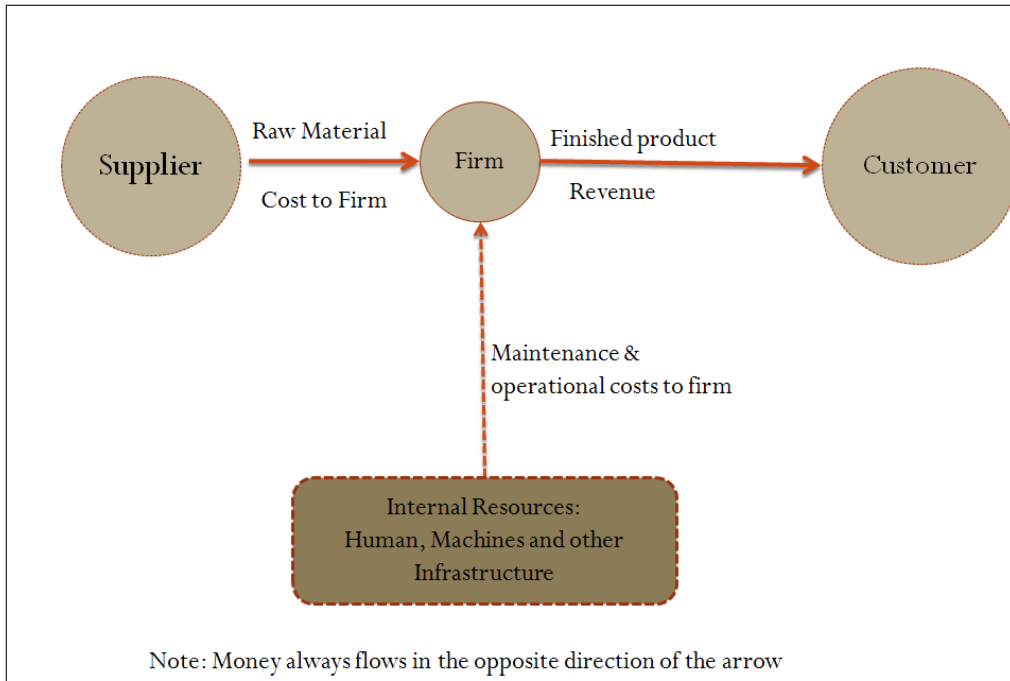 Supplier
Raw Material
Cost to Firm
Firm
Finished product
Revenue
Customer
Maintenance &
operational costs to firm
Internal Resources:
Human, Machines and other
Infrastructure
Note: Money always flows in the opposite direction of the arrow